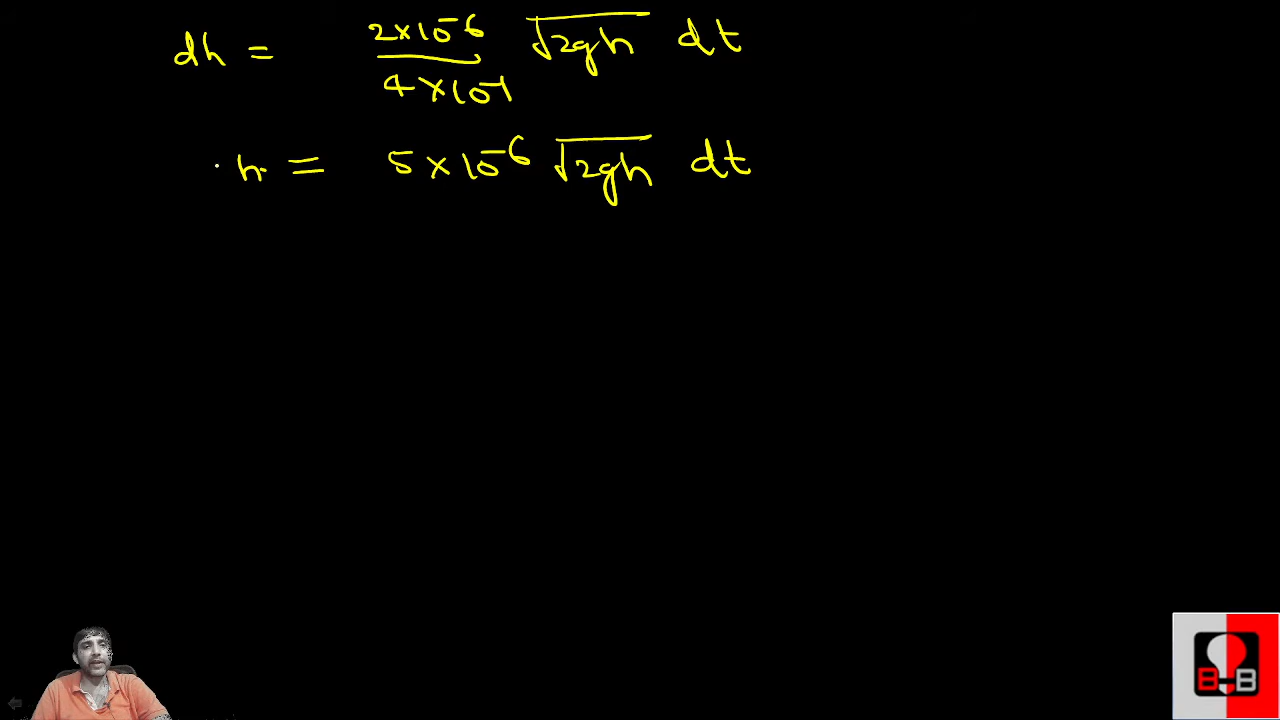 dh = 2×10⁻⁶ / 4×10⁻¹ √2gh dt
h = 5×10⁻⁶ √2gh dt
B-B